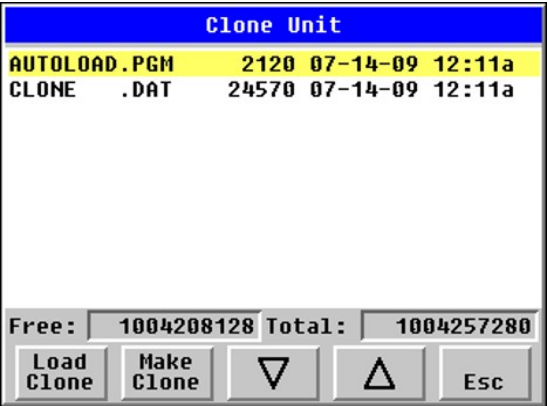 Clone Unit
AUTOLOAD.PGM 2120 07-14-09 12:11a
CLONE .DAT 24570 07-14-09 12:11a
Free: 1004208128 Total: 1004257280
Load Clone Make Clone Esc